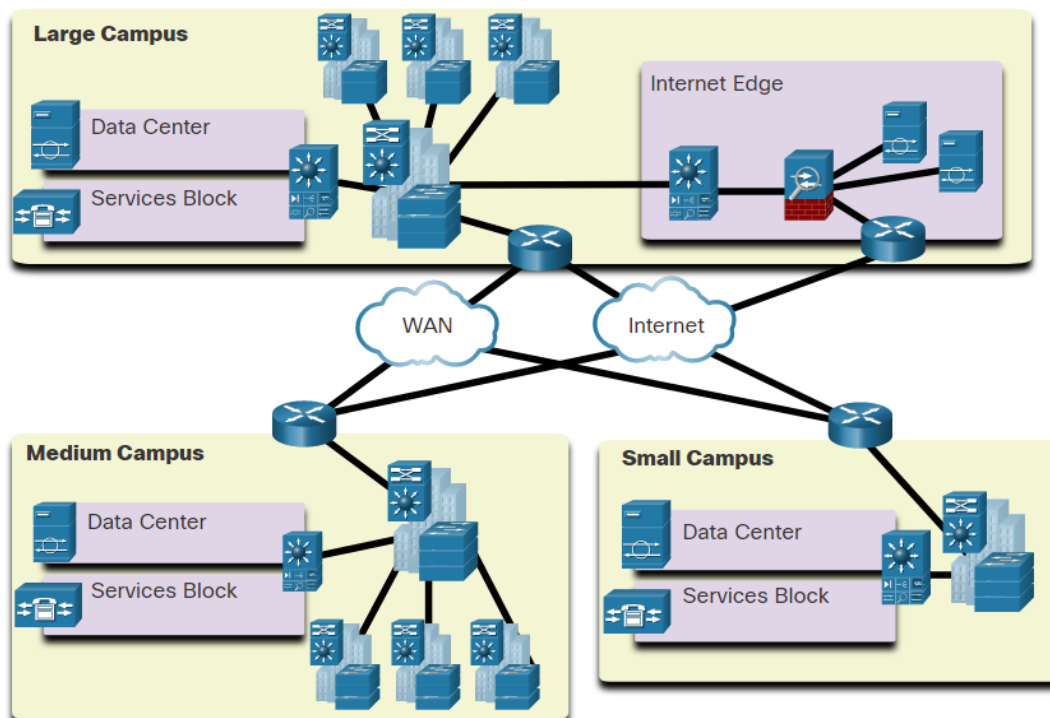 Large Campus
Internet Edge
Data Center
Services Block
WAN
Internet
Medium Campus
Data Center
Services Block
Small Campus
Data Center
Services Block